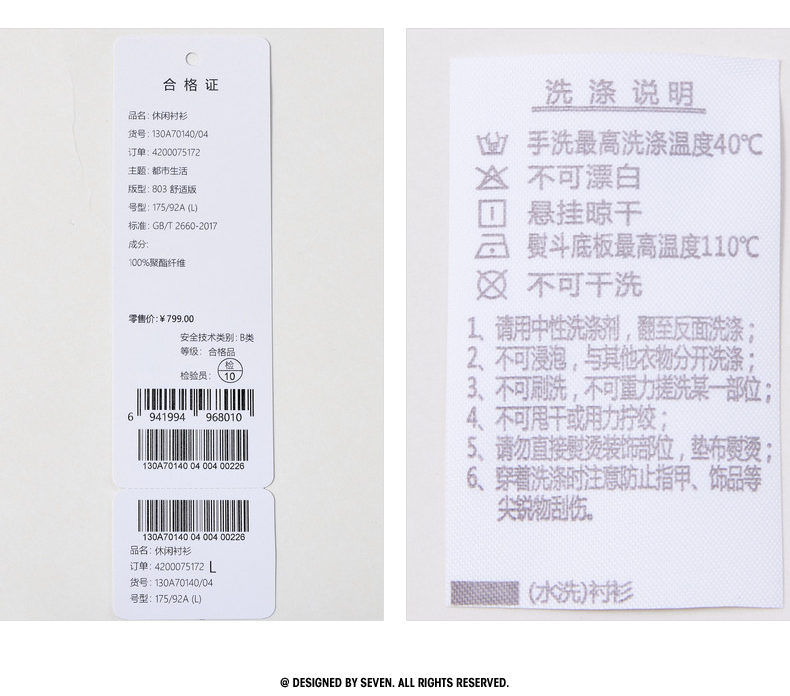 合格证
品名: 休闲衬衫
货号: 130A70140/04
订单: 4200075172
主题: 都市生活
版型: 803 舒适版
号型: 175/92A (L)
标准: GB/T 2660-2017
成分:
100%聚酯纤维
零售价: ¥ 799.00
安全技术类别: B类
等级: 合格品
检验员: 检 10
6 941994 968010
130A70140 04 004 00226
130A70140 04 004 00226
品名: 休闲衬衫
订单: 4200075172 L
货号: 130A70140/04
号型: 175/92A (L)
洗涤说明
手洗最高洗涤温度40℃
不可漂白
悬挂晾干
熨斗底板最高温度110℃
不可干洗
1、请用中性洗涤剂，翻至反面洗涤；
2、不可浸泡，与其他衣物分开洗涤；
3、不可刷洗，不可重力搓洗某一部位；
4、不可甩干或用力拧绞；
5、请勿直接熨烫装饰部位，垫布熨烫；
6、穿着洗涤时注意防止指甲、饰品等
尖锐物刮伤。
(水洗)衬衫
@ DESIGNED BY SEVEN. ALL RIGHTS RESERVED.